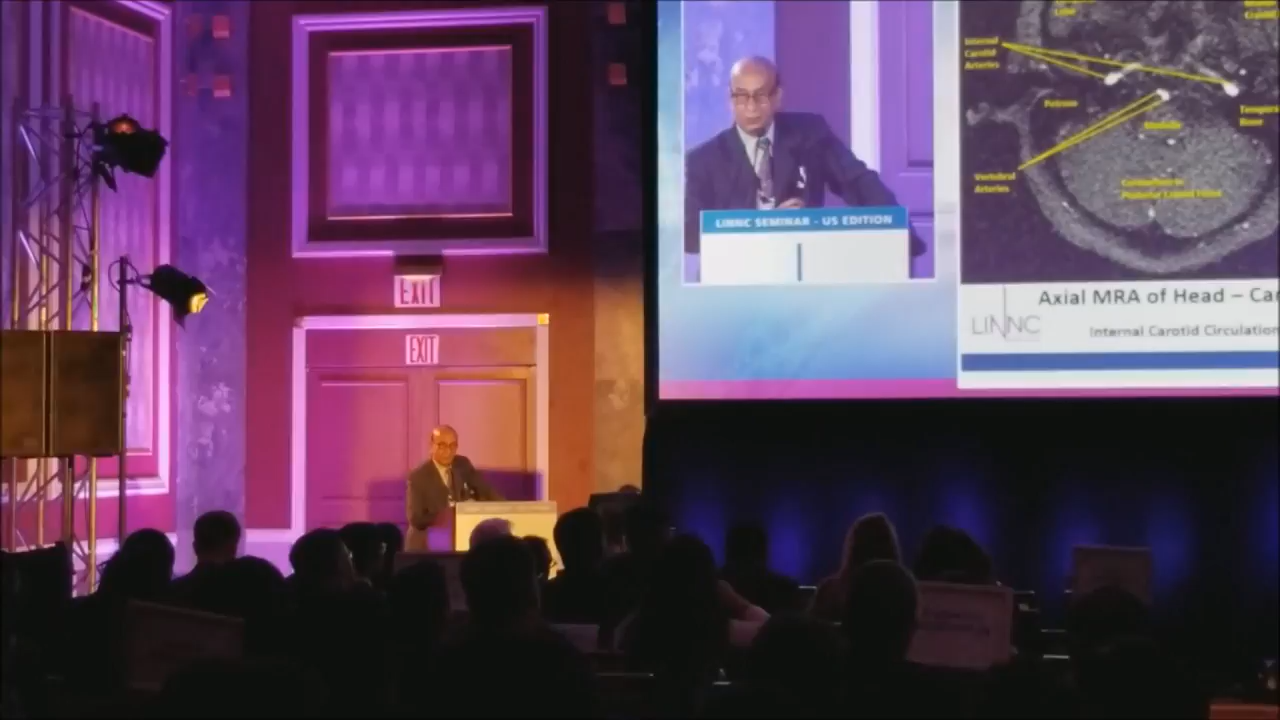 EXIT
EXIT
LINNC SEMINAR - US EDITION
Internal
Carotid
Arteries
Petrous
Medulla
Vertebral
Arteries
Cerebellum in
Posterior Cranial Fossa
Bone
Axial MRA of Head – Ca
LINNC
Internal Carotid Circulation